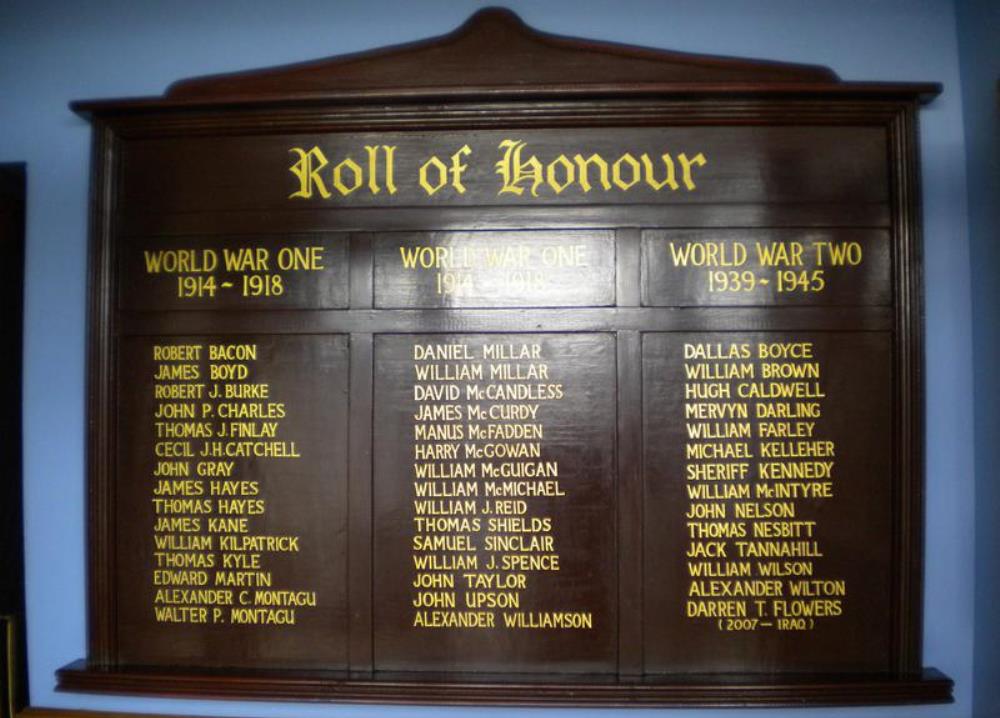 Roll of Honour
WORLD WAR ONE
1914 ~ 1918
ROBERT BACON
JAMES BOYD
ROBERT J. BURKE
JOHN P. CHARLES
THOMAS J. FINLAY
CECIL J.H. CATCHELL
JOHN GRAY
JAMES HAYES
THOMAS HAYES
JAMES KANE
WILLIAM KILPATRICK
THOMAS KYLE
EDWARD MARTIN
ALEXANDER C. MONTAGU
WALTER P. MONTAGU
WORLD WAR ONE
1914 ~ 1918
DANIEL MILLAR
WILLIAM MILLAR
DAVID McCANDLESS
JAMES McCURDY
MANUS McFADDEN
HARRY McGOWAN
WILLIAM McGUIGAN
WILLIAM McMICHAEL
WILLIAM J. REID
THOMAS SHIELDS
SAMUEL SINCLAIR
WILLIAM J. SPENCE
JOHN TAYLOR
JOHN UPSON
ALEXANDER WILLIAMSON
WORLD WAR TWO
1939 ~ 1945
DALLAS BOYCE
WILLIAM BROWN
HUGH CALDWELL
MERVYN DARLING
WILLIAM FARLEY
MICHAEL KELLEHER
SHERIFF KENNEDY
WILLIAM McINTYRE
JOHN NELSON
THOMAS NESBITT
JACK TANNAHILL
WILLIAM WILSON
ALEXANDER WILTON
DARREN T. FLOWERS
(2007 — IRAQ)